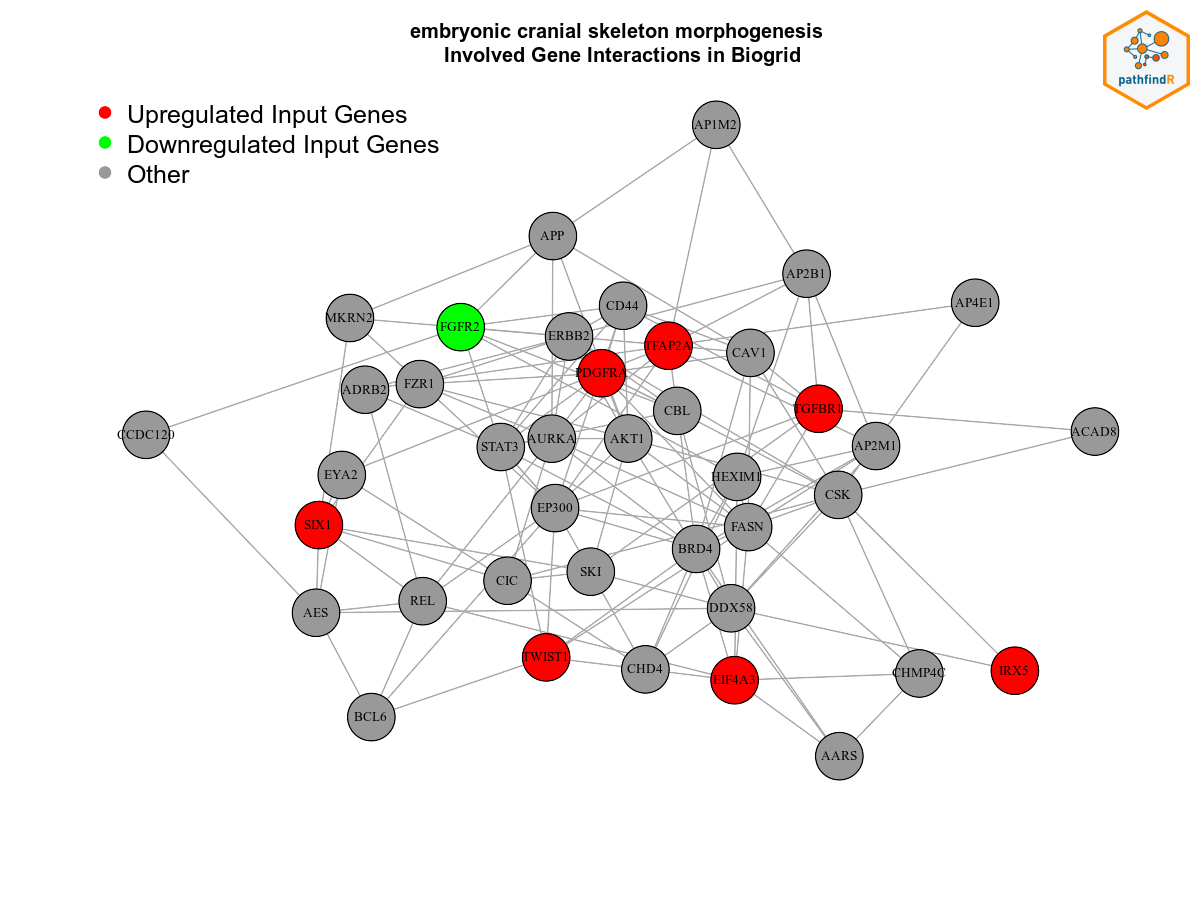 embryonic cranial skeleton morphogenesis
Involved Gene Interactions in Biogrid
pathfindR
Upregulated Input Genes
Downregulated Input Genes
Other
AP1M2
APP
AP2B1
AP4E1
CD44
MKRN2
FGFR2
ERBB2
TFAP2A
CAV1
PDGFRA
FZR1
ADRB2
CBL
TGFBR1
CCDC120
ACAD8
STAT3
AURKA
AKT1
AP2M1
EYA2
HEXIM1
CSK
EP300
SIX1
FASN
BRD4
SKI
CIC
REL
AES
DDX58
TWIST1
CHD4
EIF4A3
CHMP4C
IRX5
BCL6
AARS